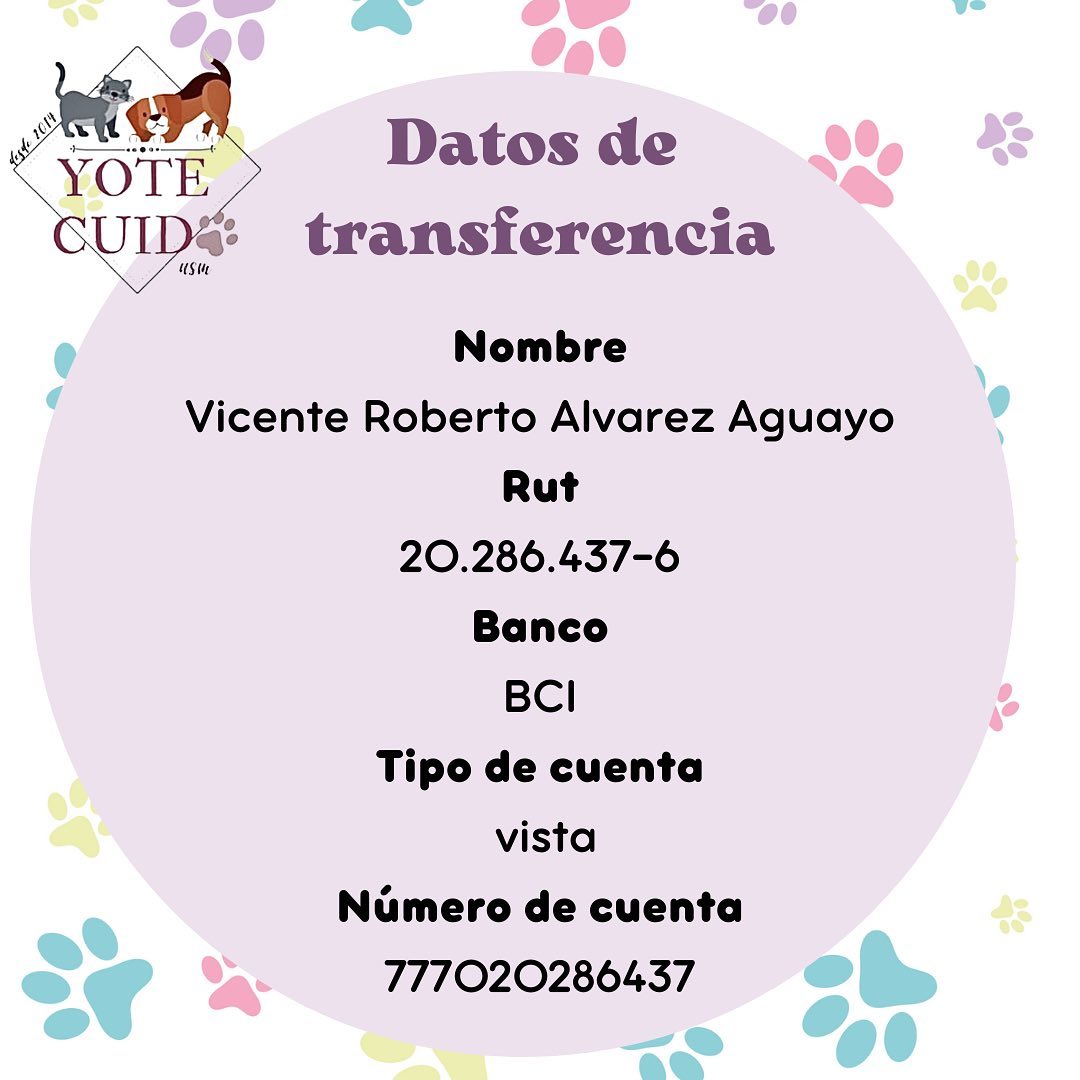 desde 2014
YOTE
CUIDA
USM
Datos de
transferencia
Nombre
Vicente Roberto Alvarez Aguayo
Rut
20.286.437-6
Banco
BCI
Tipo de cuenta
vista
Número de cuenta
777020286437